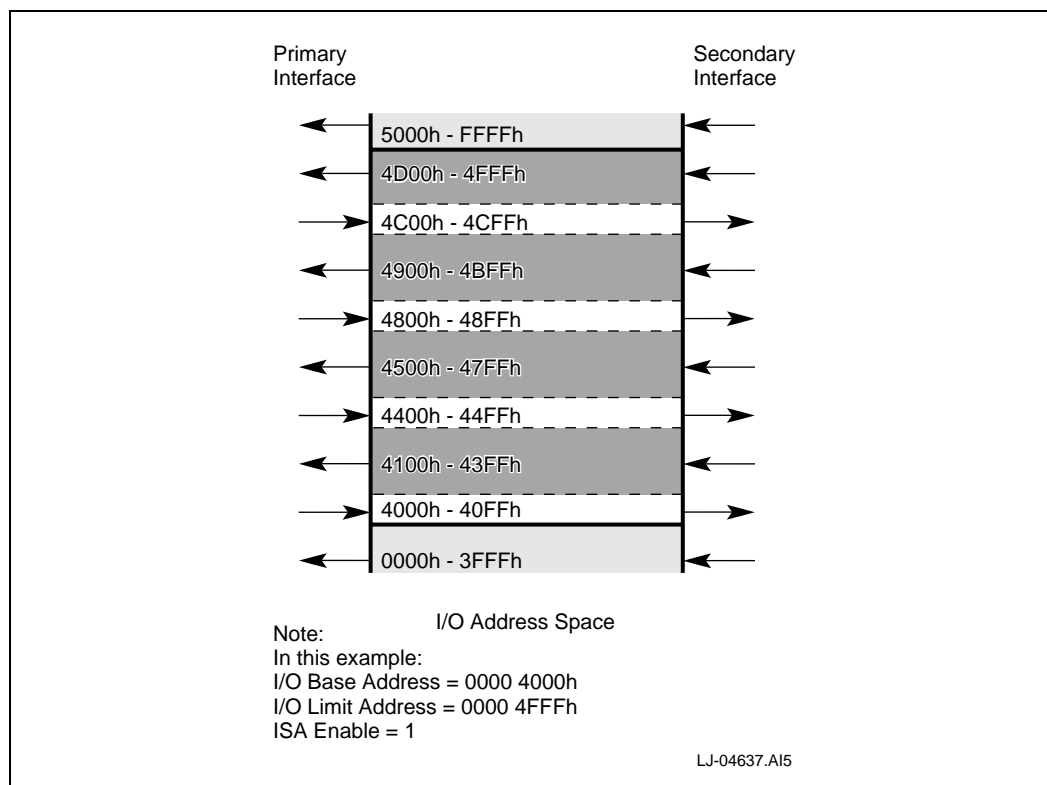 Primary
Interface
Secondary
Interface
5000h - FFFFh
4D00h - 4FFFh
4C00h - 4CFFh
4900h - 4BFFh
4800h - 48FFh
4500h - 47FFh
4400h - 44FFh
4100h - 43FFh
4000h - 40FFh
0000h - 3FFFh
I/O Address Space
Note:
In this example:
I/O Base Address = 0000 4000h
I/O Limit Address = 0000 4FFFh
ISA Enable = 1
LJ-04637.AI5